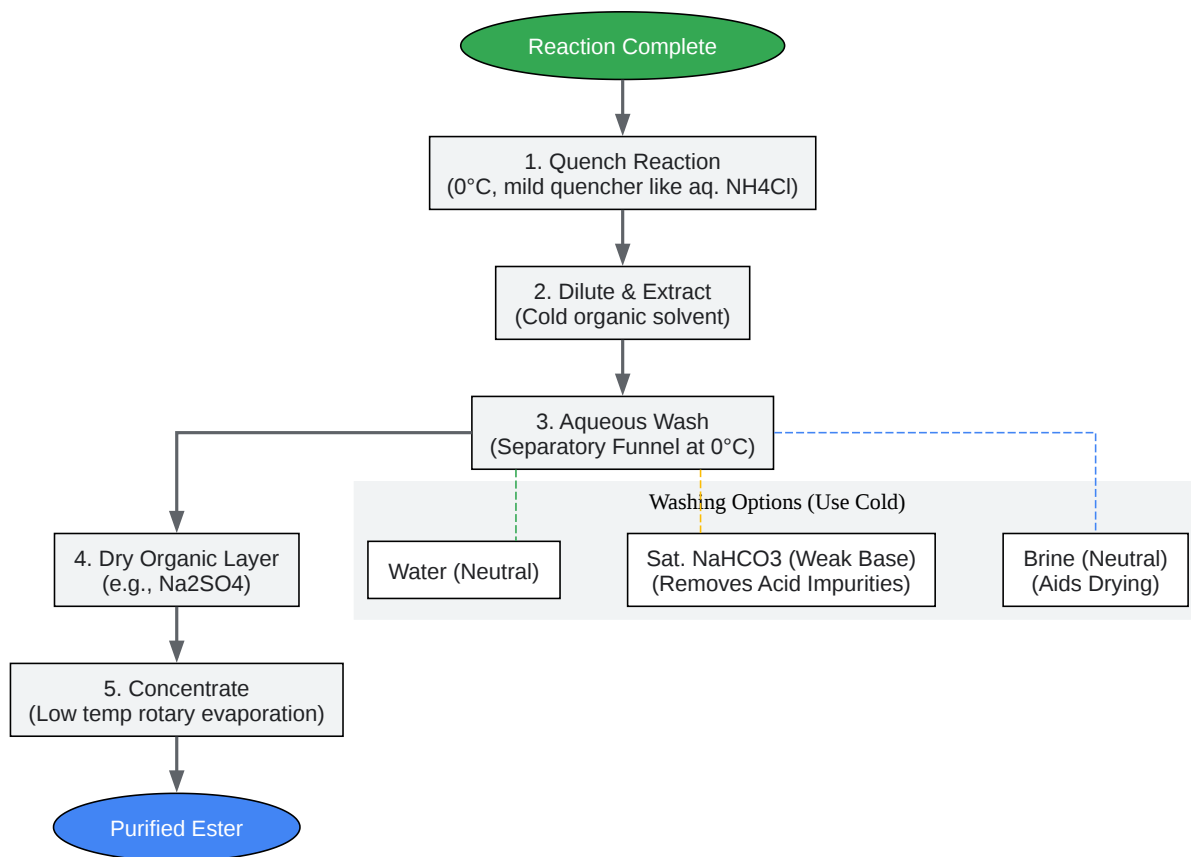 Reaction Complete
1. Quench Reaction
(0°C, mild quencher like aq. NH4Cl)
2. Dilute & Extract
(Cold organic solvent)
3. Aqueous Wash
(Separatory Funnel at 0°C)
Washing Options (Use Cold)
Water (Neutral)
Sat. NaHCO3 (Weak Base)
(Removes Acid Impurities)
Brine (Neutral)
(Aids Drying)
4. Dry Organic Layer
(e.g., Na2SO4)
5. Concentrate
(Low temp rotary evaporation)
Purified Ester